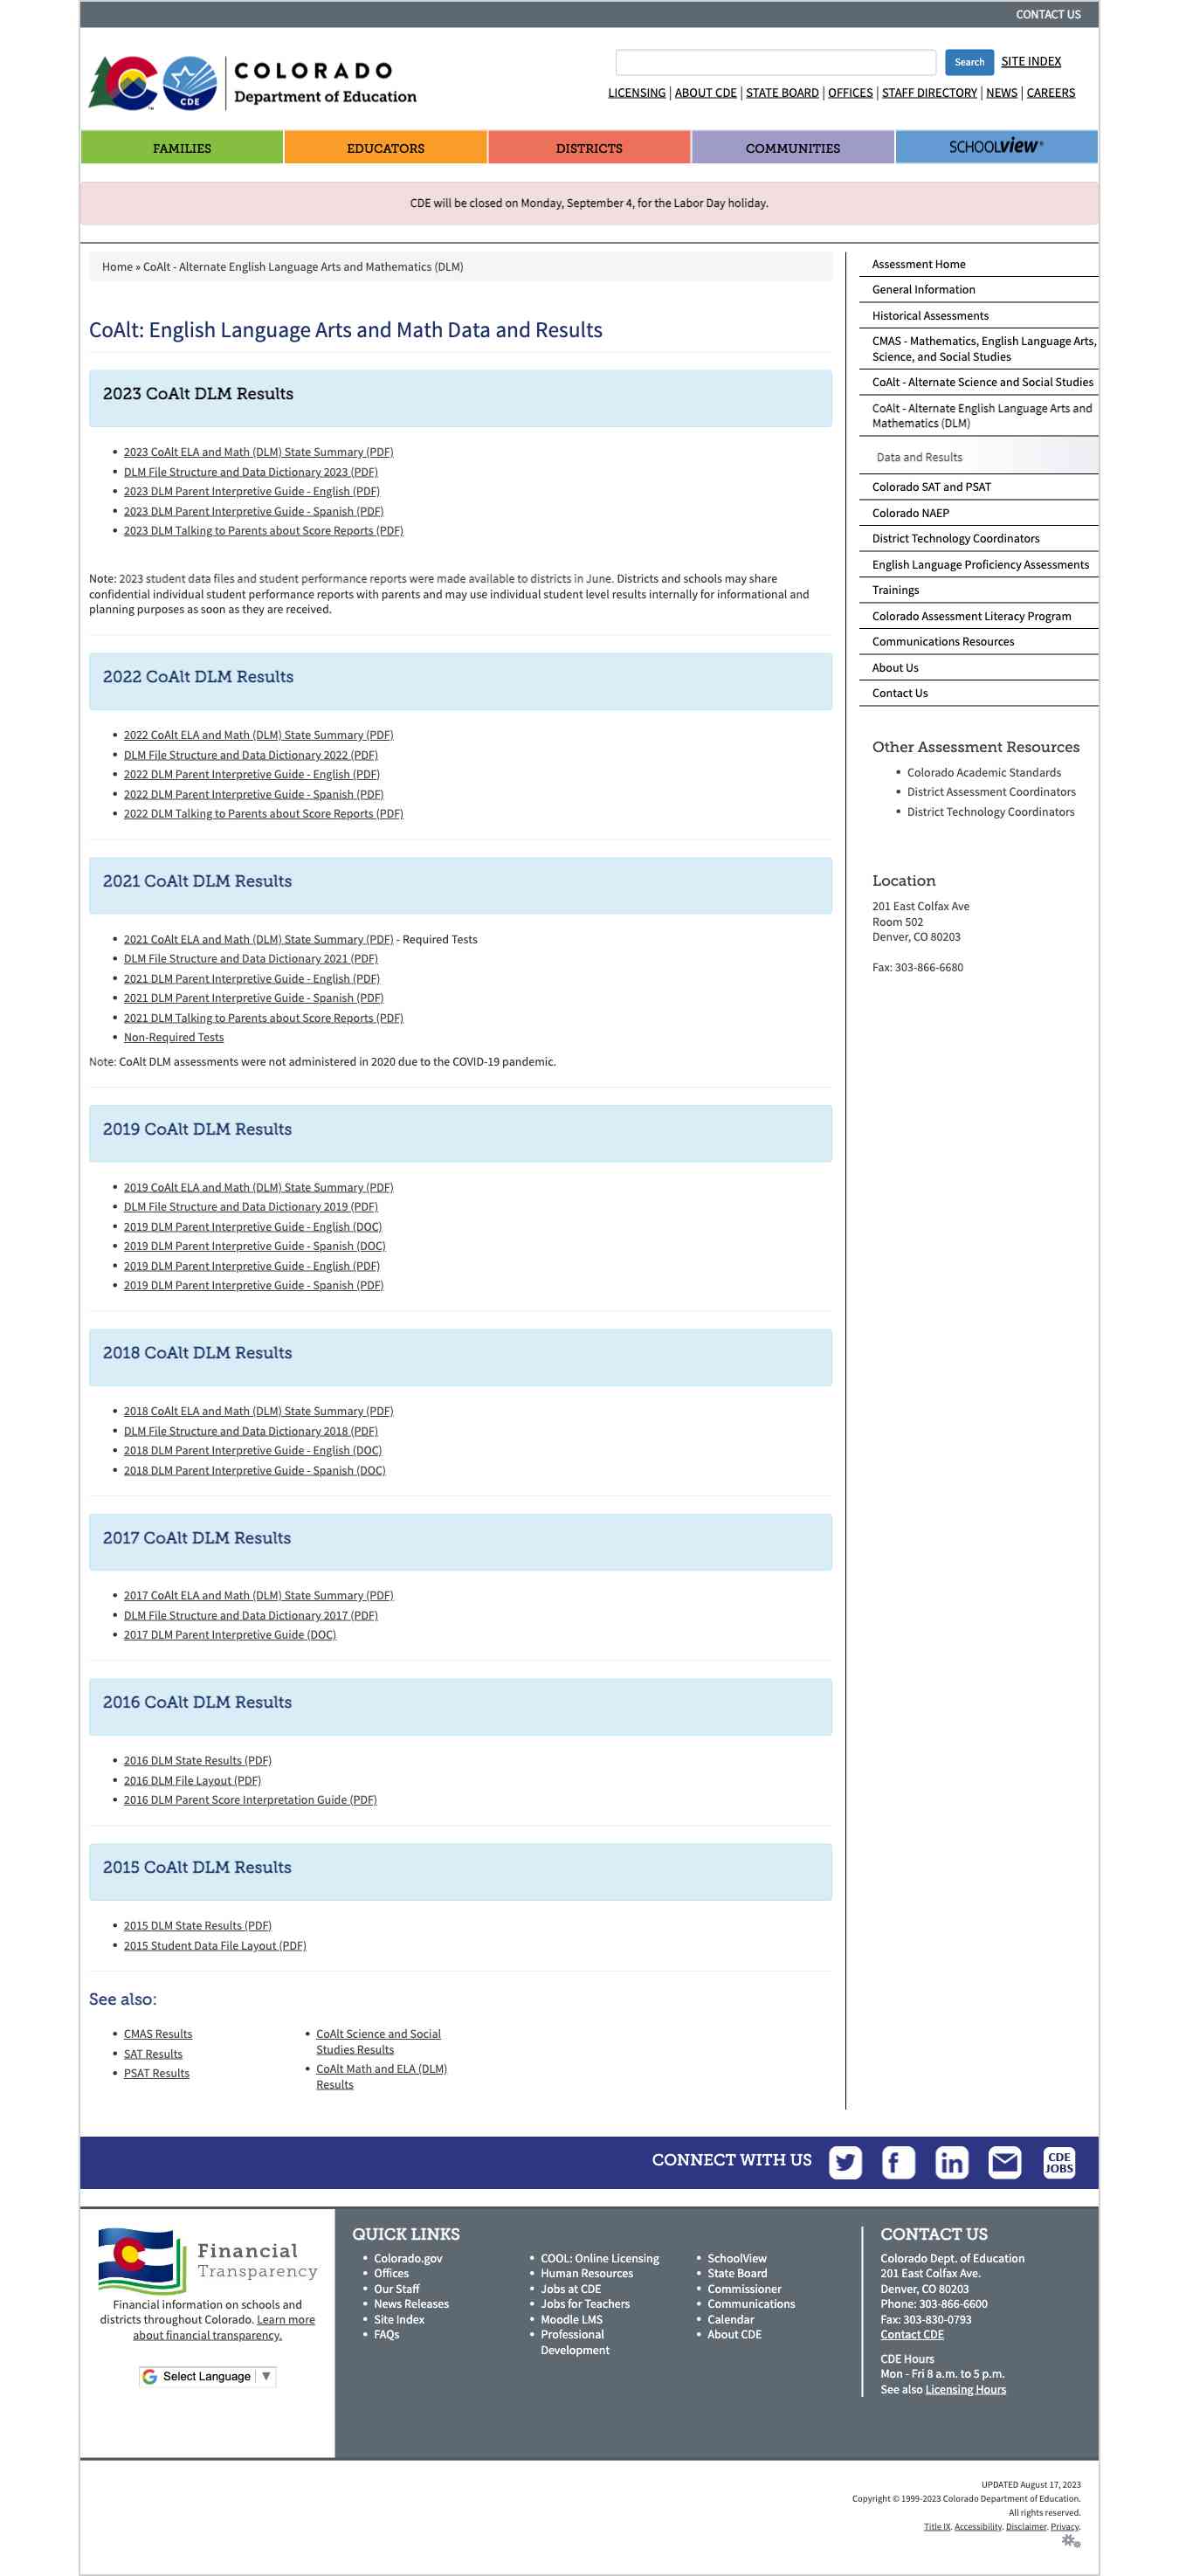 CONTACT US
COLORADO
Department of Education
CDE
Search
SITE INDEX
LICENSING | ABOUT CDE | STATE BOARD | OFFICES | STAFF DIRECTORY | NEWS | CAREERS
FAMILIES
EDUCATORS
DISTRICTS
COMMUNITIES
SCHOOLview®
CDE will be closed on Monday, September 4, for the Labor Day holiday.
Home » CoAlt - Alternate English Language Arts and Mathematics (DLM)
CoAlt: English Language Arts and Math Data and Results
2023 CoAlt DLM Results
• 2023 CoAlt ELA and Math (DLM) State Summary (PDF)
• DLM File Structure and Data Dictionary 2023 (PDF)
• 2023 DLM Parent Interpretive Guide - English (PDF)
• 2023 DLM Parent Interpretive Guide - Spanish (PDF)
• 2023 DLM Talking to Parents about Score Reports (PDF)
Note: 2023 student data files and student performance reports were made available to districts in June. Districts and schools may share
confidential individual student performance reports with parents and may use individual student level results internally for informational and
planning purposes as soon as they are received.
2022 CoAlt DLM Results
• 2022 CoAlt ELA and Math (DLM) State Summary (PDF)
• DLM File Structure and Data Dictionary 2022 (PDF)
• 2022 DLM Parent Interpretive Guide - English (PDF)
• 2022 DLM Parent Interpretive Guide - Spanish (PDF)
• 2022 DLM Talking to Parents about Score Reports (PDF)
2021 CoAlt DLM Results
• 2021 CoAlt ELA and Math (DLM) State Summary (PDF) - Required Tests
• DLM File Structure and Data Dictionary 2021 (PDF)
• 2021 DLM Parent Interpretive Guide - English (PDF)
• 2021 DLM Parent Interpretive Guide - Spanish (PDF)
• 2021 DLM Talking to Parents about Score Reports (PDF)
• Non-Required Tests
Note: CoAlt DLM assessments were not administered in 2020 due to the COVID-19 pandemic.
2019 CoAlt DLM Results
• 2019 CoAlt ELA and Math (DLM) State Summary (PDF)
• DLM File Structure and Data Dictionary 2019 (PDF)
• 2019 DLM Parent Interpretive Guide - English (DOC)
• 2019 DLM Parent Interpretive Guide - Spanish (DOC)
• 2019 DLM Parent Interpretive Guide - English (PDF)
• 2019 DLM Parent Interpretive Guide - Spanish (PDF)
2018 CoAlt DLM Results
• 2018 CoAlt ELA and Math (DLM) State Summary (PDF)
• DLM File Structure and Data Dictionary 2018 (PDF)
• 2018 DLM Parent Interpretive Guide - English (DOC)
• 2018 DLM Parent Interpretive Guide - Spanish (DOC)
2017 CoAlt DLM Results
• 2017 CoAlt ELA and Math (DLM) State Summary (PDF)
• DLM File Structure and Data Dictionary 2017 (PDF)
• 2017 DLM Parent Interpretive Guide (DOC)
2016 CoAlt DLM Results
• 2016 DLM State Results (PDF)
• 2016 DLM File Layout (PDF)
• 2016 DLM Parent Score Interpretation Guide (PDF)
2015 CoAlt DLM Results
• 2015 DLM State Results (PDF)
• 2015 Student Data File Layout (PDF)
See also:
• CMAS Results
• SAT Results
• PSAT Results
• CoAlt Science and Social
Studies Results
• CoAlt Math and ELA (DLM)
Results
Assessment Home
General Information
Historical Assessments
CMAS - Mathematics, English Language Arts,
Science, and Social Studies
CoAlt - Alternate Science and Social Studies
CoAlt - Alternate English Language Arts and
Mathematics (DLM)
Data and Results
Colorado SAT and PSAT
Colorado NAEP
District Technology Coordinators
English Language Proficiency Assessments
Trainings
Colorado Assessment Literacy Program
Communications Resources
About Us
Contact Us
Other Assessment Resources
• Colorado Academic Standards
• District Assessment Coordinators
• District Technology Coordinators
Location
201 East Colfax Ave
Room 502
Denver, CO 80203
Fax: 303-866-6680
CONNECT WITH US
CDE
JOBS
Financial
Transparency
Financial information on schools and
districts throughout Colorado. Learn more
about financial transparency.
Select Language
QUICK LINKS
• Colorado.gov
• Offices
• Our Staff
• News Releases
• Site Index
• FAQs
• COOL: Online Licensing
• Human Resources
• Jobs at CDE
• Jobs for Teachers
• Moodle LMS
• Professional
Development
• SchoolView
• State Board
• Commissioner
• Communications
• Calendar
• About CDE
CONTACT US
Colorado Dept. of Education
201 East Colfax Ave.
Denver, CO 80203
Phone: 303-866-6600
Fax: 303-830-0793
Contact CDE
CDE Hours
Mon - Fri 8 a.m. to 5 p.m.
See also Licensing Hours
UPDATED August 17, 2023
Copyright © 1999-2023 Colorado Department of Education.
All rights reserved.
Title IX. Accessibility. Disclaimer. Privacy.